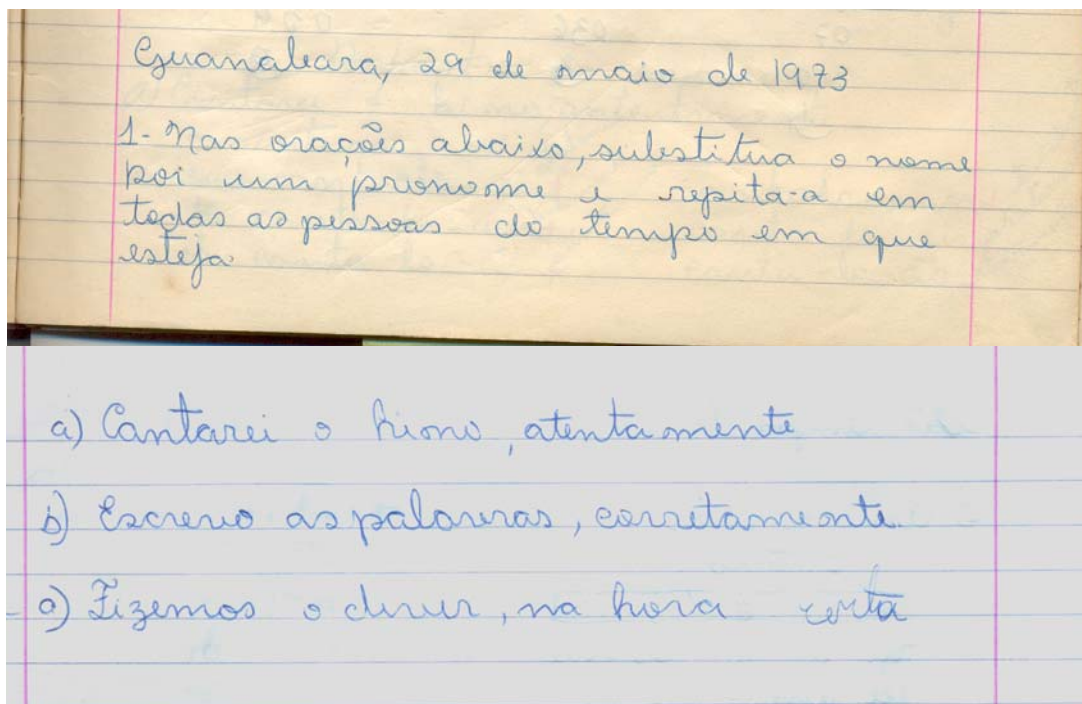 Guanabara, 29 de maio de 1973
1- Nas orações abaixo, substitua o nome
poi um pronome e repita-a em
todas as pessoas do tempo em que
esteja
a) Cantarei o hino, atentamente
b) Escrevo as palavras, corretamente.
c) Fizemos o dever, na hora certa